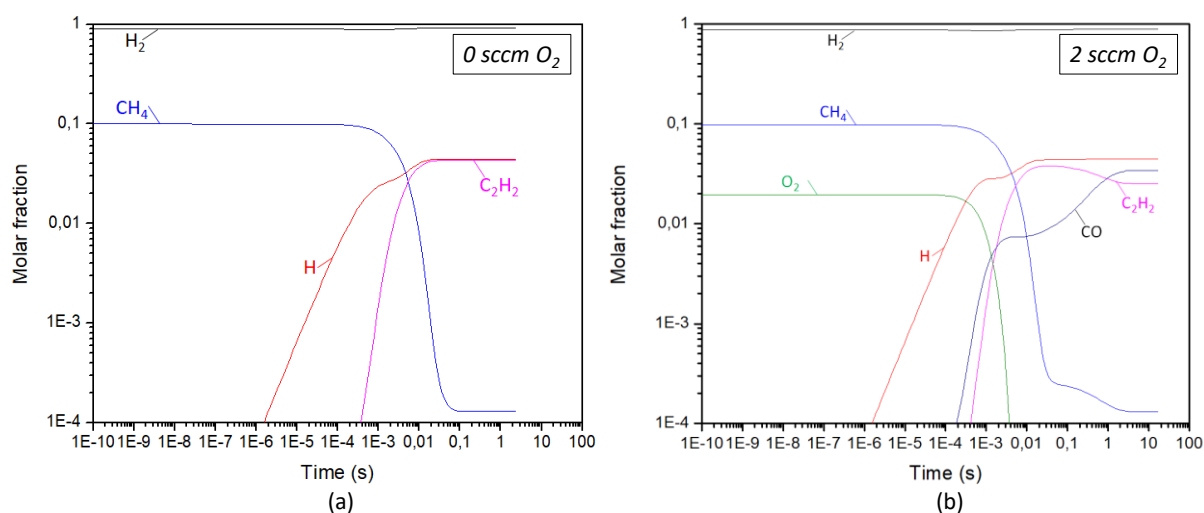 0 sccm O₂
H₂
CH₄
C₂H₂
H
1
0,1
0,01
1E-3
1E-4
Molar fraction
1E-10 1E-9 1E-8 1E-7 1E-6 1E-5 1E-4 1E-3 0,01 0,1 1 10 100
Time (s)
(a)
2 sccm O₂
H₂
CH₄
O₂
C₂H₂
CO
H
1
0,1
0,01
1E-3
1E-4
Molar fraction
1E-10 1E-9 1E-8 1E-7 1E-6 1E-5 1E-4 1E-3 0,01 0,1 1 10 100
Time (s)
(b)